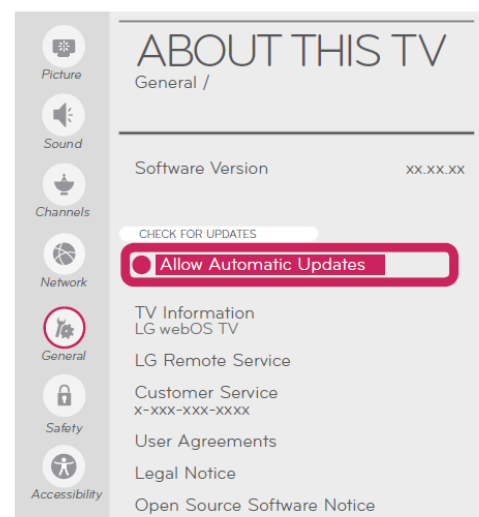 Picture
Sound
Channels
Network
General
Safety
Accessibility
ABOUT THIS TV
General /
Software Version xx.xx.xx
CHECK FOR UPDATES
Allow Automatic Updates
TV Information
LG webOS TV
LG Remote Service
Customer Service
x-xxx-xxx-xxxx
User Agreements
Legal Notice
Open Source Software Notice